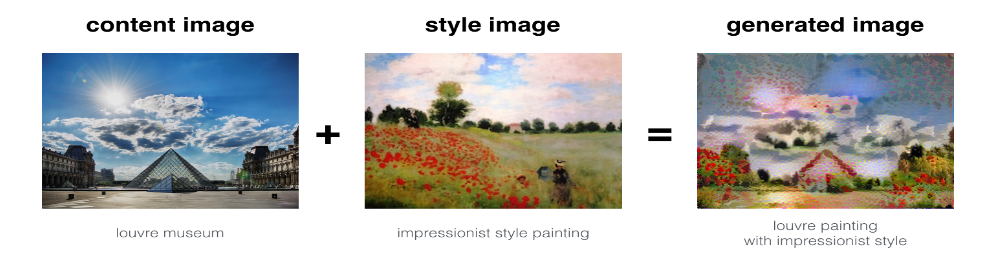 content image
style image
generated image
+
=
louvre museum
impressionist style painting
louvre painting
with impressionist style